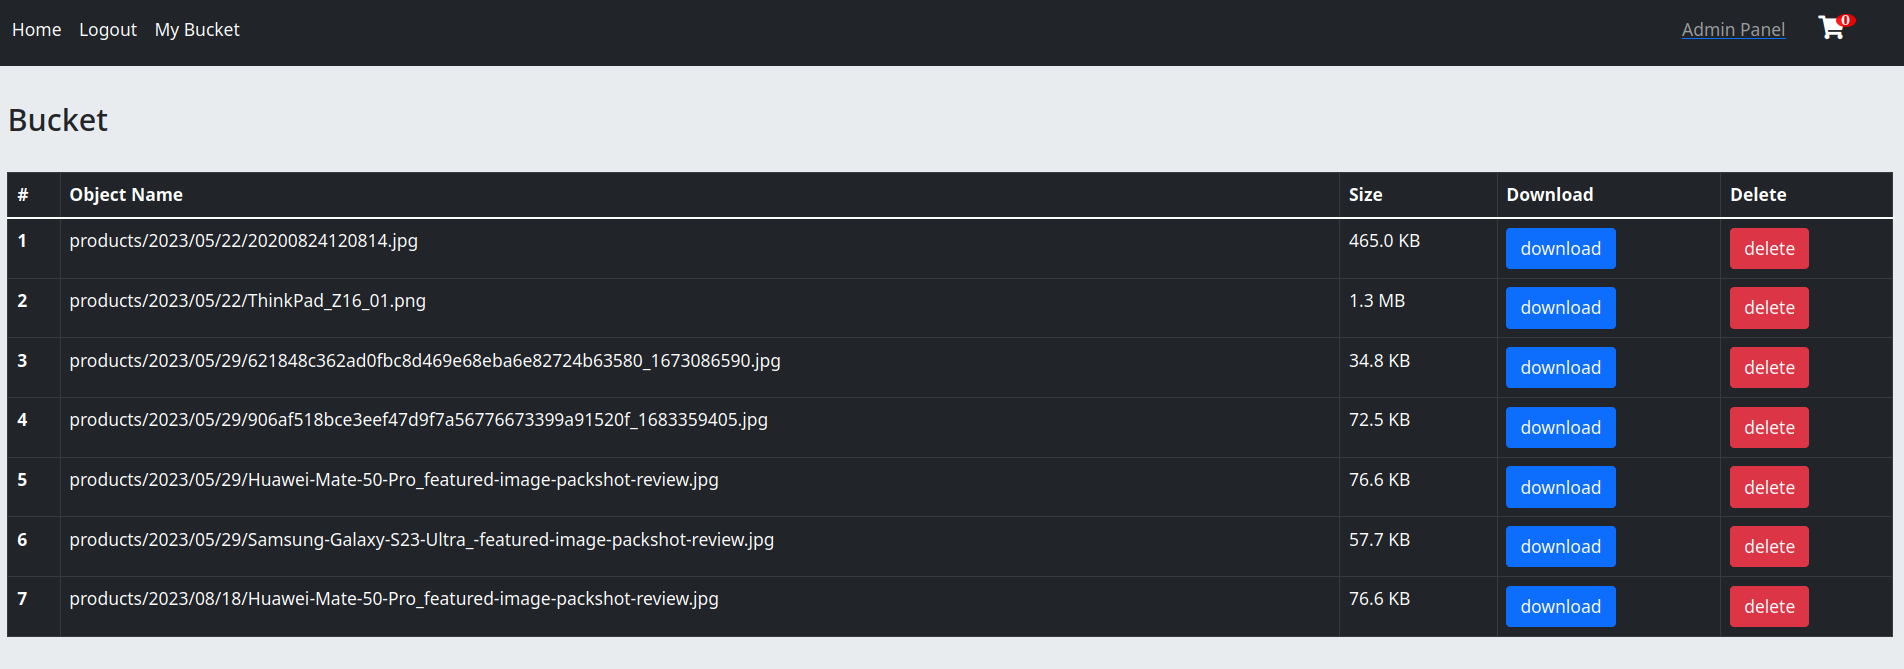 Home Logout My Bucket Admin Panel 0
Bucket
# Object Name Size Download Delete
1 products/2023/05/22/20200824120814.jpg 465.0 KB download delete
2 products/2023/05/22/ThinkPad_Z16_01.png 1.3 MB download delete
3 products/2023/05/29/621848c362ad0fbc8d469e68eba6e82724b63580_1673086590.jpg 34.8 KB download delete
4 products/2023/05/29/906af518bce3eef47d9f7a56776673399a91520f_1683359405.jpg 72.5 KB download delete
5 products/2023/05/29/Huawei-Mate-50-Pro_featured-image-packshot-review.jpg 76.6 KB download delete
6 products/2023/05/29/Samsung-Galaxy-S23-Ultra_-featured-image-packshot-review.jpg 57.7 KB download delete
7 products/2023/08/18/Huawei-Mate-50-Pro_featured-image-packshot-review.jpg 76.6 KB download delete